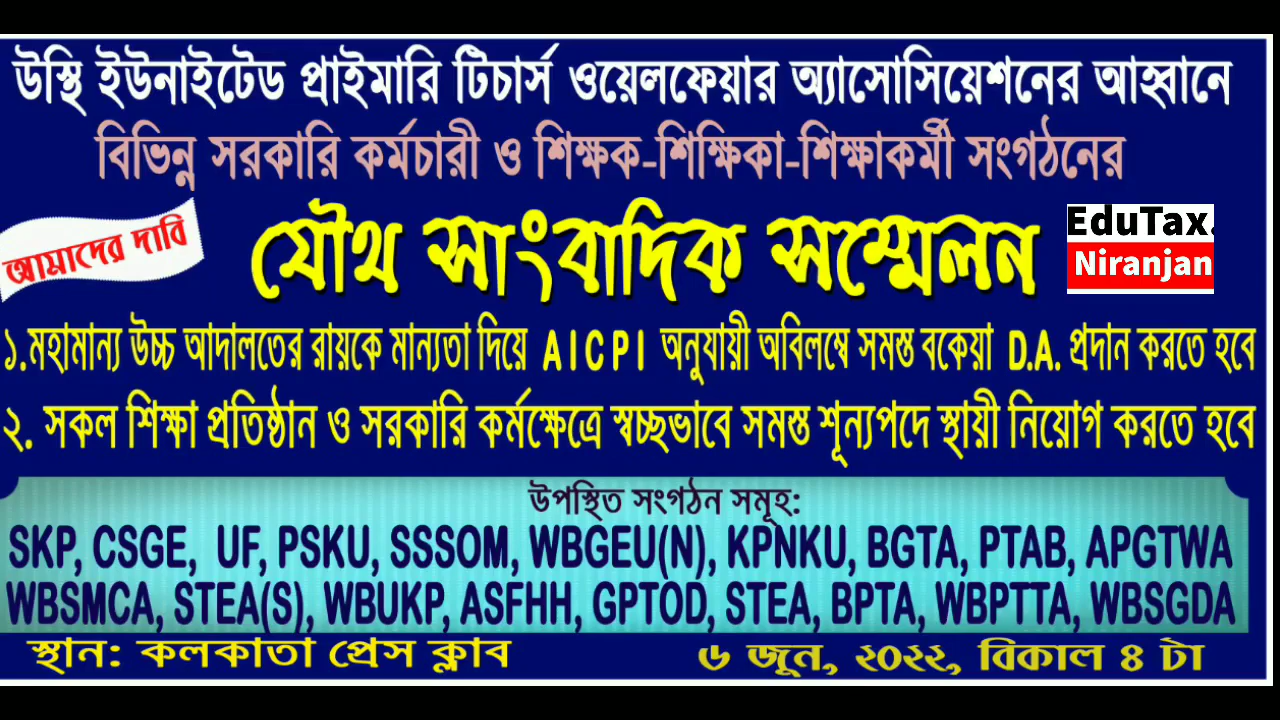 উস্থি ইউনাইটেড প্রাইমারি টিচার্স ওয়েলফেয়ার অ্যাসোসিয়েশনের আহ্বানে
বিভিন্ন সরকারি কর্মচারী ও শিক্ষক-শিক্ষিকা-শিক্ষাকর্মী সংগঠনের
আমাদের দাবি
যৌথ সাংবাদিক সম্মেলন
EduTax.
Niranjan
১.মহামান্য উচ্চ আদালতের রায়কে মান্যতা দিয়ে AICPI অনুযায়ী অবিলম্বে সমস্ত বকেয়া D.A. প্রদান করতে হবে
২. সকল শিক্ষা প্রতিষ্ঠান ও সরকারি কর্মক্ষেত্রে স্বচ্ছভাবে সমস্ত শূন্যপদে স্থায়ী নিয়োগ করতে হবে
উপস্থিত সংগঠন সমূহ:
SKP, CSGE, UF, PSKU, SSSOM, WBGEU(N), KPNKU, BGTA, PTAB, APGTWA
WBSMCA, STEA(S), WBUKP, ASFHH, GPTOD, STEA, BPTA, WBPTTA, WBSGDA
স্থান: কলকাতা প্রেস ক্লাব
৬ জুন, ২০২২, বিকাল ৪ টা